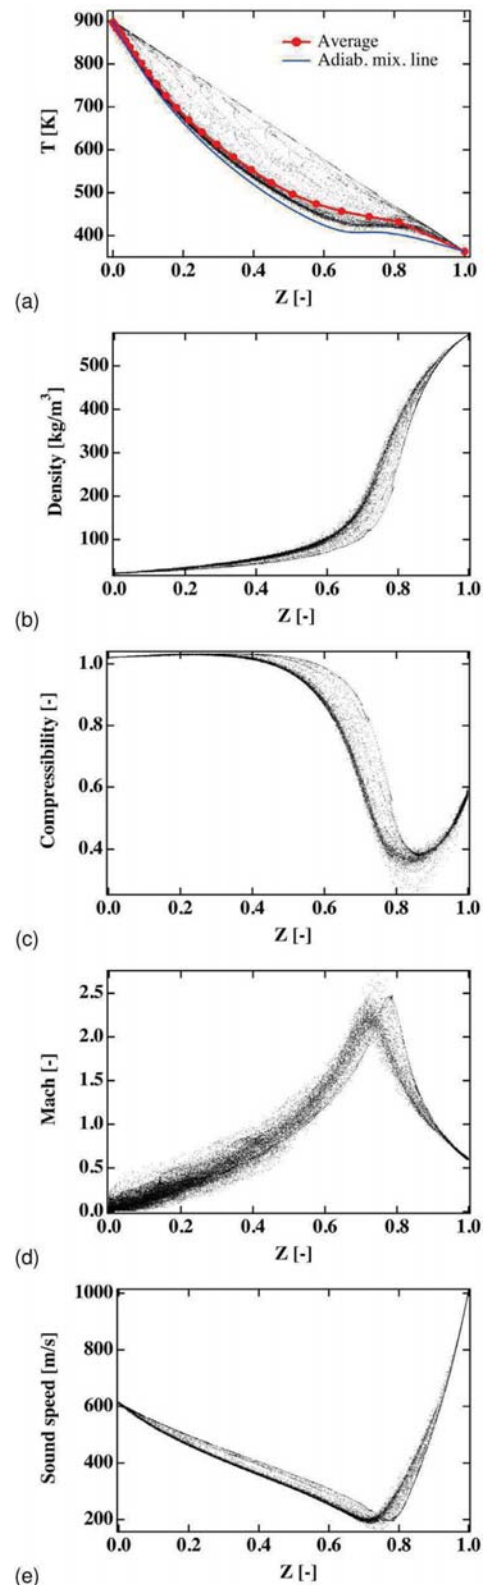 900
800
700
600
500
400
T [K]
Average
Adiab. mix. line
0.0 0.2 0.4 0.6 0.8 1.0
Z [-]
(a)
500
400
300
200
100
Density [kg/m³]
0.0 0.2 0.4 0.6 0.8 1.0
Z [-]
(b)
1.0
0.8
0.6
0.4
Compressibility [-]
0.0 0.2 0.4 0.6 0.8 1.0
Z [-]
(c)
2.5
2.0
1.5
1.0
0.5
0.0
Mach [-]
0.0 0.2 0.4 0.6 0.8 1.0
Z [-]
(d)
1000
800
600
400
200
Sound speed [m/s]
0.0 0.2 0.4 0.6 0.8 1.0
Z [-]
(e)